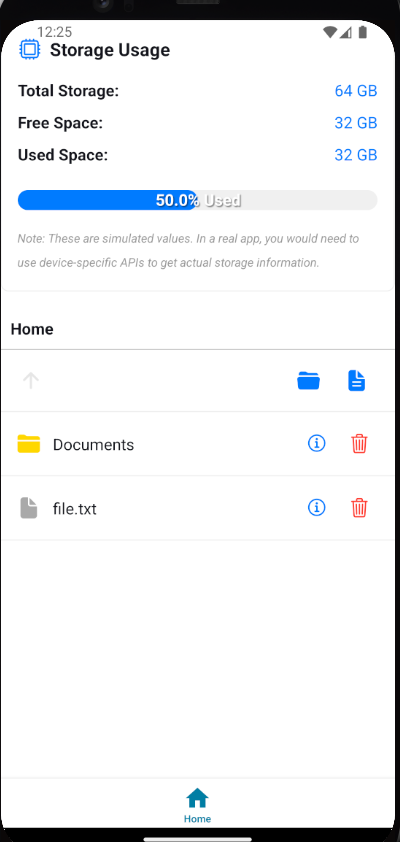 12:25
Storage Usage
Total Storage: 64 GB
Free Space: 32 GB
Used Space: 32 GB
50.0% Used
Note: These are simulated values. In a real app, you would need to
use device-specific APIs to get actual storage information.
Home
Documents
file.txt
Home